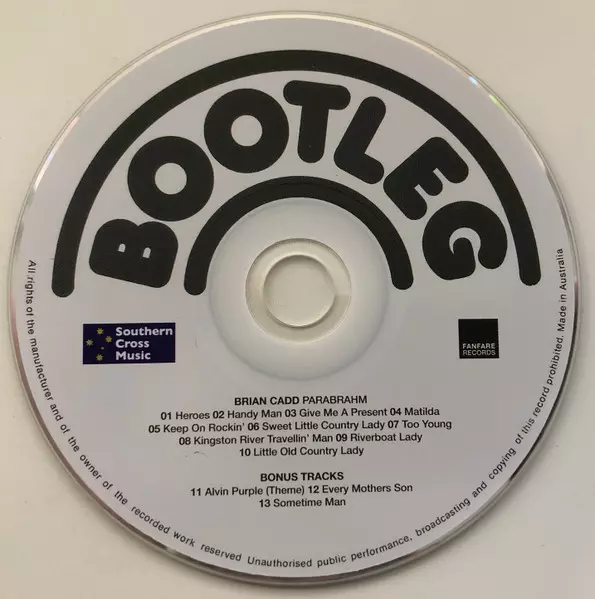 BOOTLEG
Southern
Cross
Music
FANFARE
RECORDS
BRIAN CADD PARABRAHM
01 Heroes 02 Handy Man 03 Give Me A Present 04 Matilda
05 Keep On Rockin' 06 Sweet Little Country Lady 07 Too Young
08 Kingston River Travellin' Man 09 Riverboat Lady
10 Little Old Country Lady
BONUS TRACKS
11 Alvin Purple (Theme) 12 Every Mothers Son
13 Sometime Man
All rights of the manufacturer and of the owner of the recorded work reserved Unauthorised public performance, broadcasting and copying of this record prohibited. Made in Australia